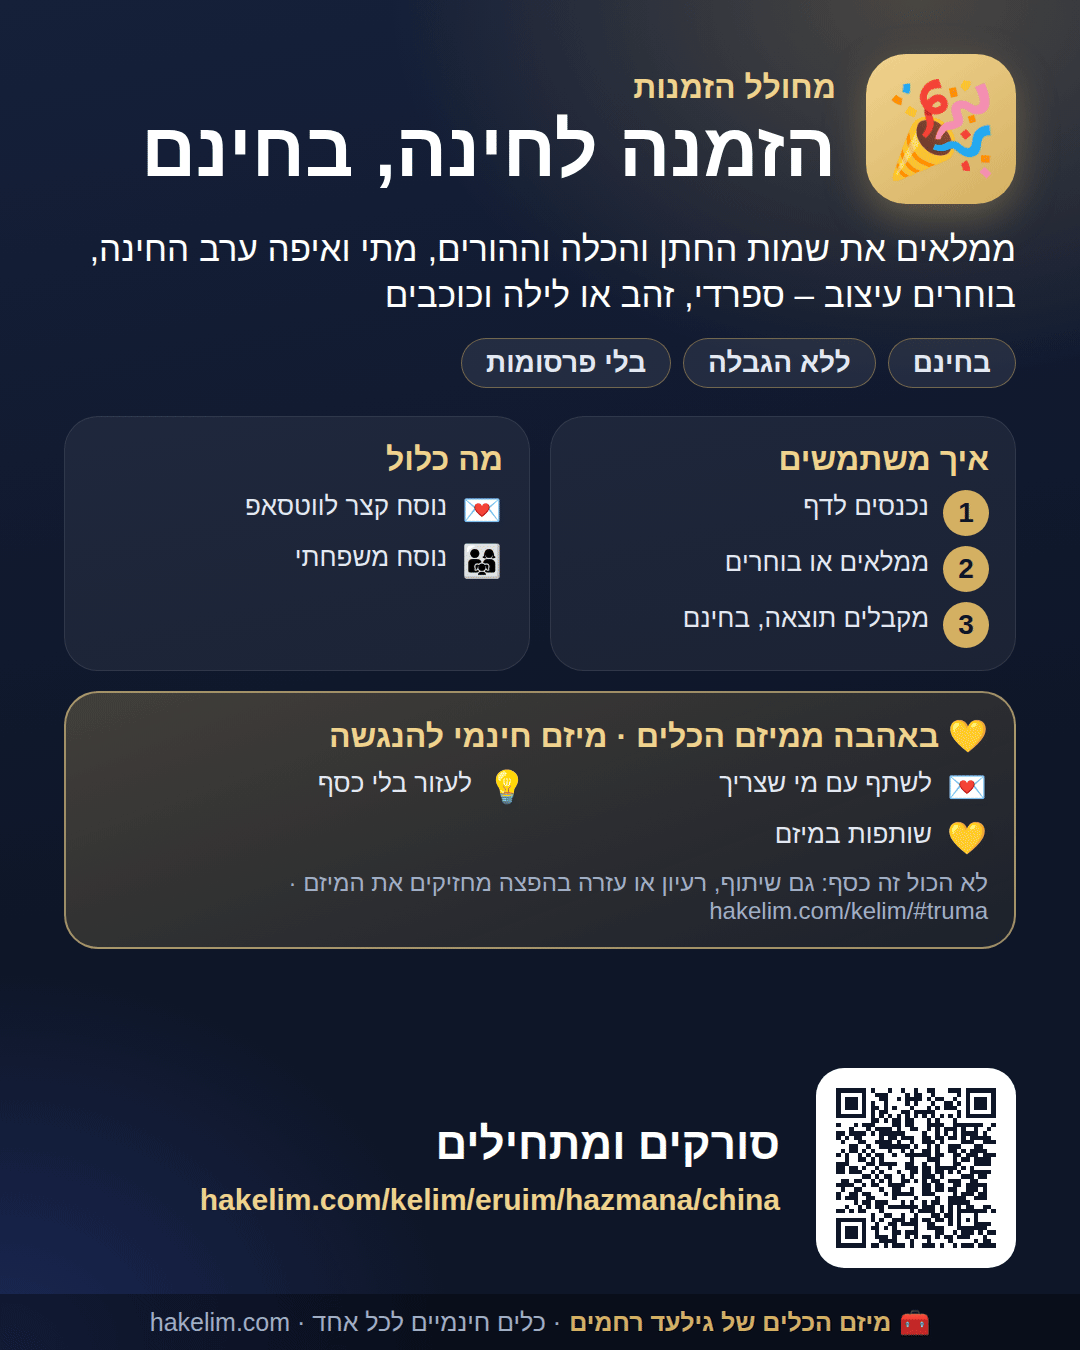 מחולל הזמנות
הזמנה לחינה, בחינם
ממלאים את שמות החתן והכלה וההורים, מתי ואיפה ערב החינה,
בוחרים עיצוב – ספרדי, זהב או לילה וכוכבים
בחינם
ללא הגבלה
בלי פרסומות
איך משתמשים
1 נכנסים לדף
2 ממלאים או בוחרים
3 מקבלים תוצאה, בחינם
מה כלול
💌 נוסח קצר לווטסאפ
👨‍👩‍👧 נוסח משפחתי
💛 באהבה ממיזם הכלים · מיזם חינמי להנגשה
💌 לשתף עם מי שצריך
💡 לעזור בלי כסף
💛 שותפות במיזם
לא הכול זה כסף: גם שיתוף, רעיון או עזרה בהפצה מחזיקים את המיזם ·
hakelim.com/kelim/#truma
סורקים ומתחילים
hakelim.com/kelim/eruim/hazmana/china
🧰 מיזם הכלים של גילעד רחמים · כלים חינמיים לכל אחד · hakelim.com